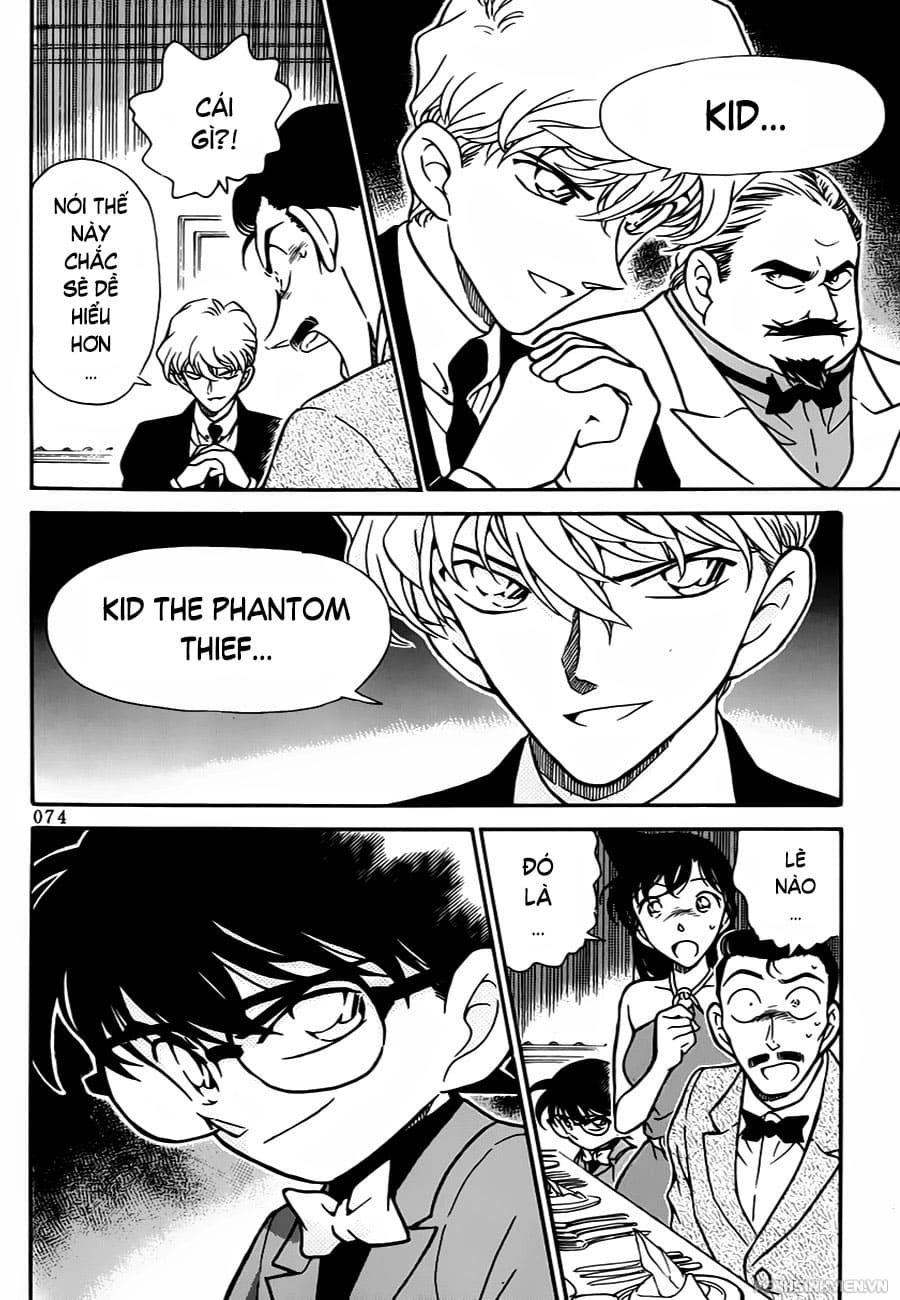 CÁI
GÌ?!
NÓI THẾ
NÀY
CHẮC
SẼ DỄ
HIỂU
HƠN
...
KID...
KID THE PHANTOM
THIEF...
074
ĐÓ
LÀ
...
LẼ
NÀO
...